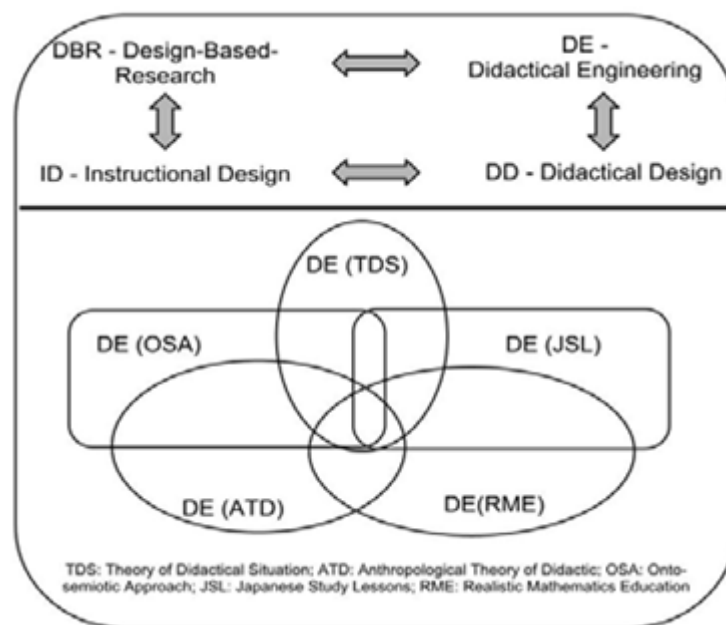 DBR - Design-Based-
Research
DE -
Didactical Engineering
ID - Instructional Design
DD - Didactical Design
DE (TDS)
DE (OSA)
DE (JSL)
DE (ATD)
DE(RME)
TDS: Theory of Didactical Situation; ATD: Anthropological Theory of Didactic; OSA: Onto-
semiotic Approach; JSL: Japanese Study Lessons; RME: Realistic Mathematics Education